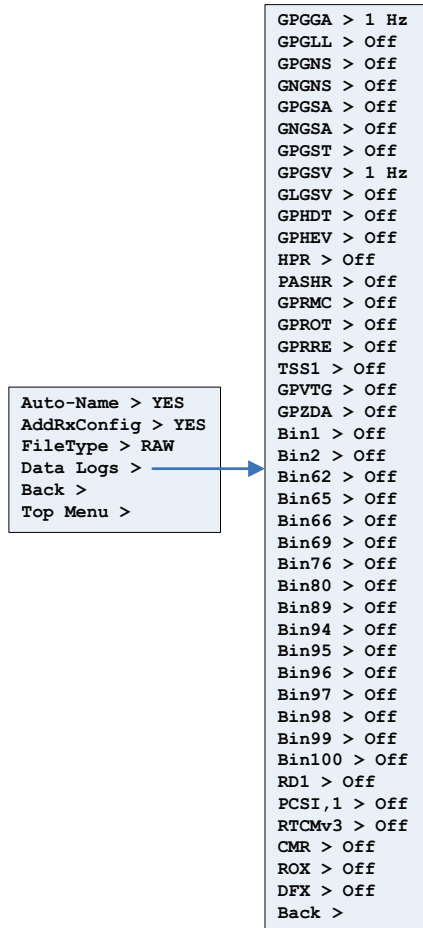 Auto-Name > YES
AddRxConfig > YES
FileType > RAW
Data Logs >
Back >
Top Menu >
GPGGA > 1 Hz
GPGLL > Off
GPGNS > Off
GNGNS > Off
GPGSA > Off
GNGSA > Off
GPGST > Off
GPGSV > 1 Hz
GLGSV > Off
GPHDT > Off
GPHEV > Off
HPR > Off
PASHR > Off
GPRMC > Off
GPROT > Off
GPRRE > Off
TSS1 > Off
GPVTG > Off
GPZDA > Off
Bin1 > Off
Bin2 > Off
Bin62 > Off
Bin65 > Off
Bin66 > Off
Bin69 > Off
Bin76 > Off
Bin80 > Off
Bin89 > Off
Bin94 > Off
Bin95 > Off
Bin96 > Off
Bin97 > Off
Bin98 > Off
Bin99 > Off
Bin100 > Off
RD1 > Off
PCSI,1 > Off
RTCMv3 > Off
CMR > Off
ROX > Off
DFX > Off
Back >